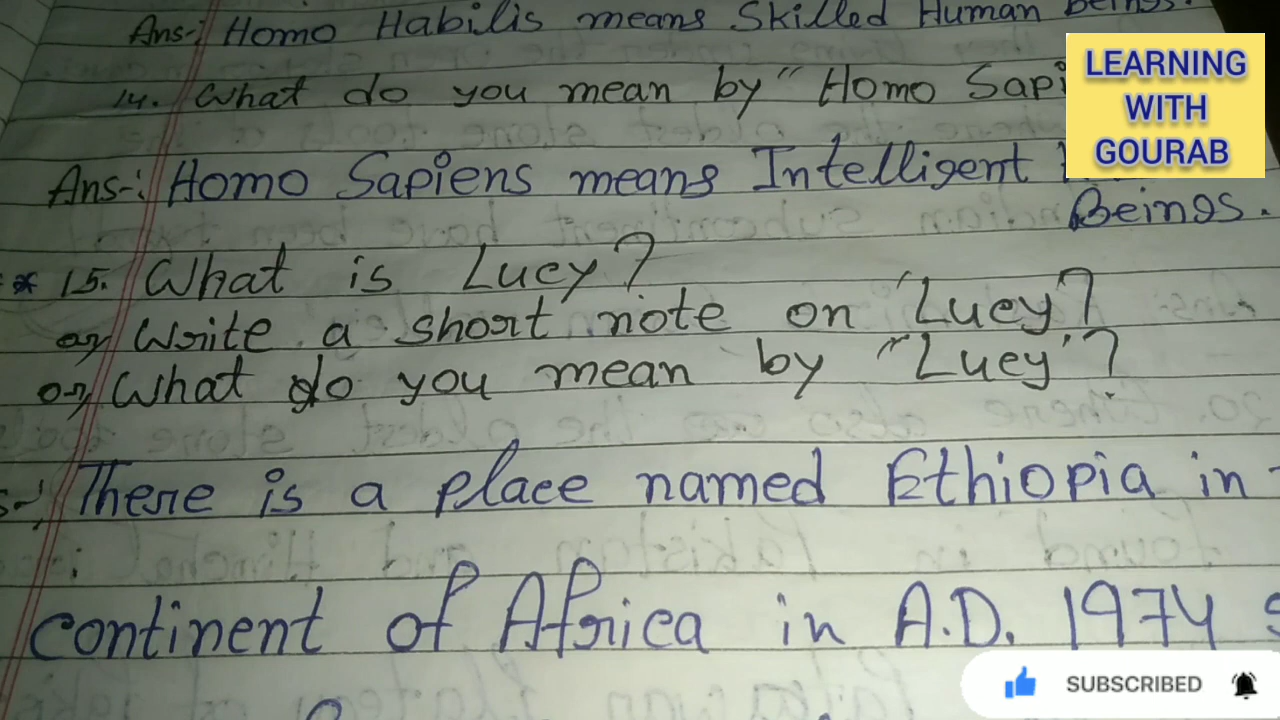 Ans-: Homo Habilis means Skilled Human Beings.
14. What do you mean by "Homo Sapi
Ans-: Homo Sapiens means Intelligent
Beings.
* 15. What is Lucy?
or, Write a short note on "Lucy?
or, What do you mean by "Lucy"?
s-: There is a place named Ethiopia in
continent of Africa in A.D. 1974
LEARNING
WITH
GOURAB
SUBSCRIBED